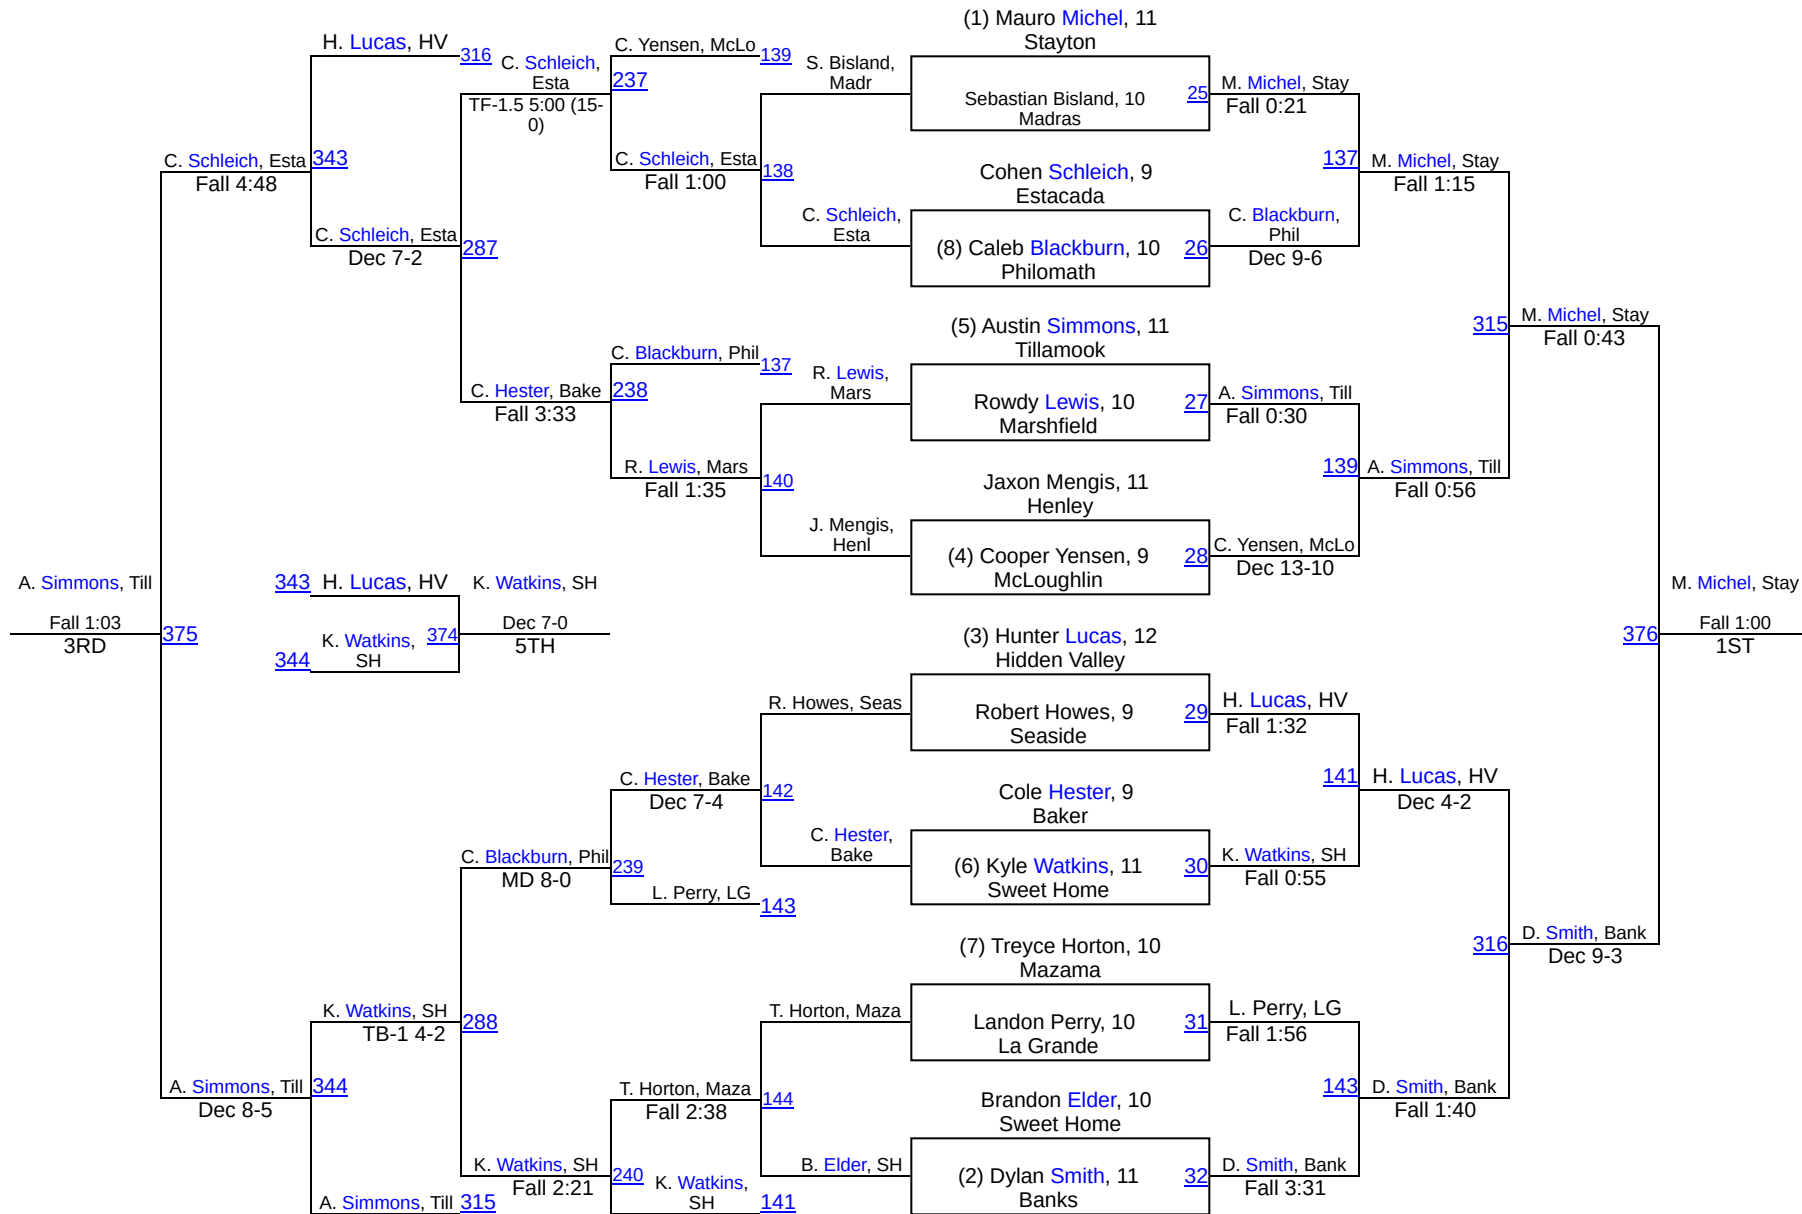 (1) Mauro Michel, 11
Stayton
H. Lucas, HV
316
C. Schleich,
Esta
TF-1.5 5:00 (15-
0)
C. Yensen, McLo
139
237
S. Bisland,
Madr
Sebastian Bisland, 10
Madras
25
M. Michel, Stay
Fall 0:21
C. Schleich, Esta
Fall 4:48
343
C. Schleich, Esta
Fall 1:00
138
Cohen Schleich, 9
Estacada
137
M. Michel, Stay
Fall 1:15
C. Schleich, Esta
Dec 7-2
287
C. Schleich,
Esta
(8) Caleb Blackburn, 10
Philomath
26
C. Blackburn,
Phil
Dec 9-6
(5) Austin Simmons, 11
Tillamook
315
M. Michel, Stay
Fall 0:43
C. Blackburn, Phil
137
C. Hester, Bake
Fall 3:33
238
R. Lewis,
Mars
Rowdy Lewis, 10
Marshfield
27
A. Simmons, Till
Fall 0:30
R. Lewis, Mars
Fall 1:35
140
Jaxon Mengis, 11
Henley
139
A. Simmons, Till
Fall 0:56
J. Mengis,
Henl
(4) Cooper Yensen, 9
McLoughlin
28
C. Yensen, McLo
Dec 13-10
A. Simmons, Till
Fall 1:03
3RD
375
343
H. Lucas, HV
344
K. Watkins,
SH
374
K. Watkins, SH
Dec 7-0
5TH
M. Michel, Stay
Fall 1:00
1ST
376
(3) Hunter Lucas, 12
Hidden Valley
R. Howes, Seas
Robert Howes, 9
Seaside
29
H. Lucas, HV
Fall 1:32
C. Hester, Bake
Dec 7-4
142
Cole Hester, 9
Baker
141
H. Lucas, HV
Dec 4-2
C. Blackburn, Phil
MD 8-0
239
L. Perry, LG
143
C. Hester,
Bake
(6) Kyle Watkins, 11
Sweet Home
30
K. Watkins, SH
Fall 0:55
(7) Treyce Horton, 10
Mazama
316
D. Smith, Bank
Dec 9-3
K. Watkins, SH
TB-1 4-2
288
T. Horton, Maza
Landon Perry, 10
La Grande
31
L. Perry, LG
Fall 1:56
A. Simmons, Till
Dec 8-5
344
T. Horton, Maza
Fall 2:38
144
Brandon Elder, 10
Sweet Home
143
D. Smith, Bank
Fall 1:40
K. Watkins, SH
Fall 2:21
240
K. Watkins,
SH
141
B. Elder, SH
(2) Dylan Smith, 11
Banks
32
D. Smith, Bank
Fall 3:31
A. Simmons, Till
315